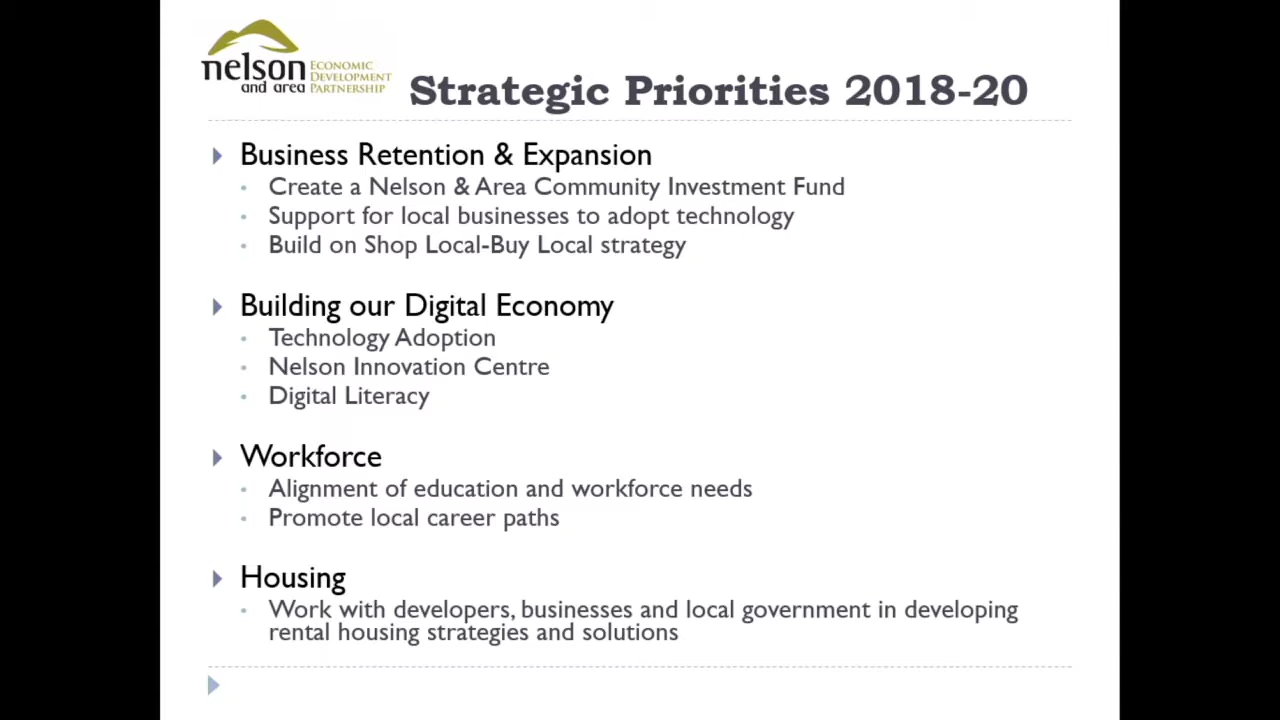 nelson
and area
ECONOMIC
DEVELOPMENT
PARTNERSHIP
Strategic Priorities 2018-20
Business Retention & Expansion
Create a Nelson & Area Community Investment Fund
Support for local businesses to adopt technology
Build on Shop Local-Buy Local strategy
Building our Digital Economy
Technology Adoption
Nelson Innovation Centre
Digital Literacy
Workforce
Alignment of education and workforce needs
Promote local career paths
Housing
Work with developers, businesses and local government in developing
rental housing strategies and solutions